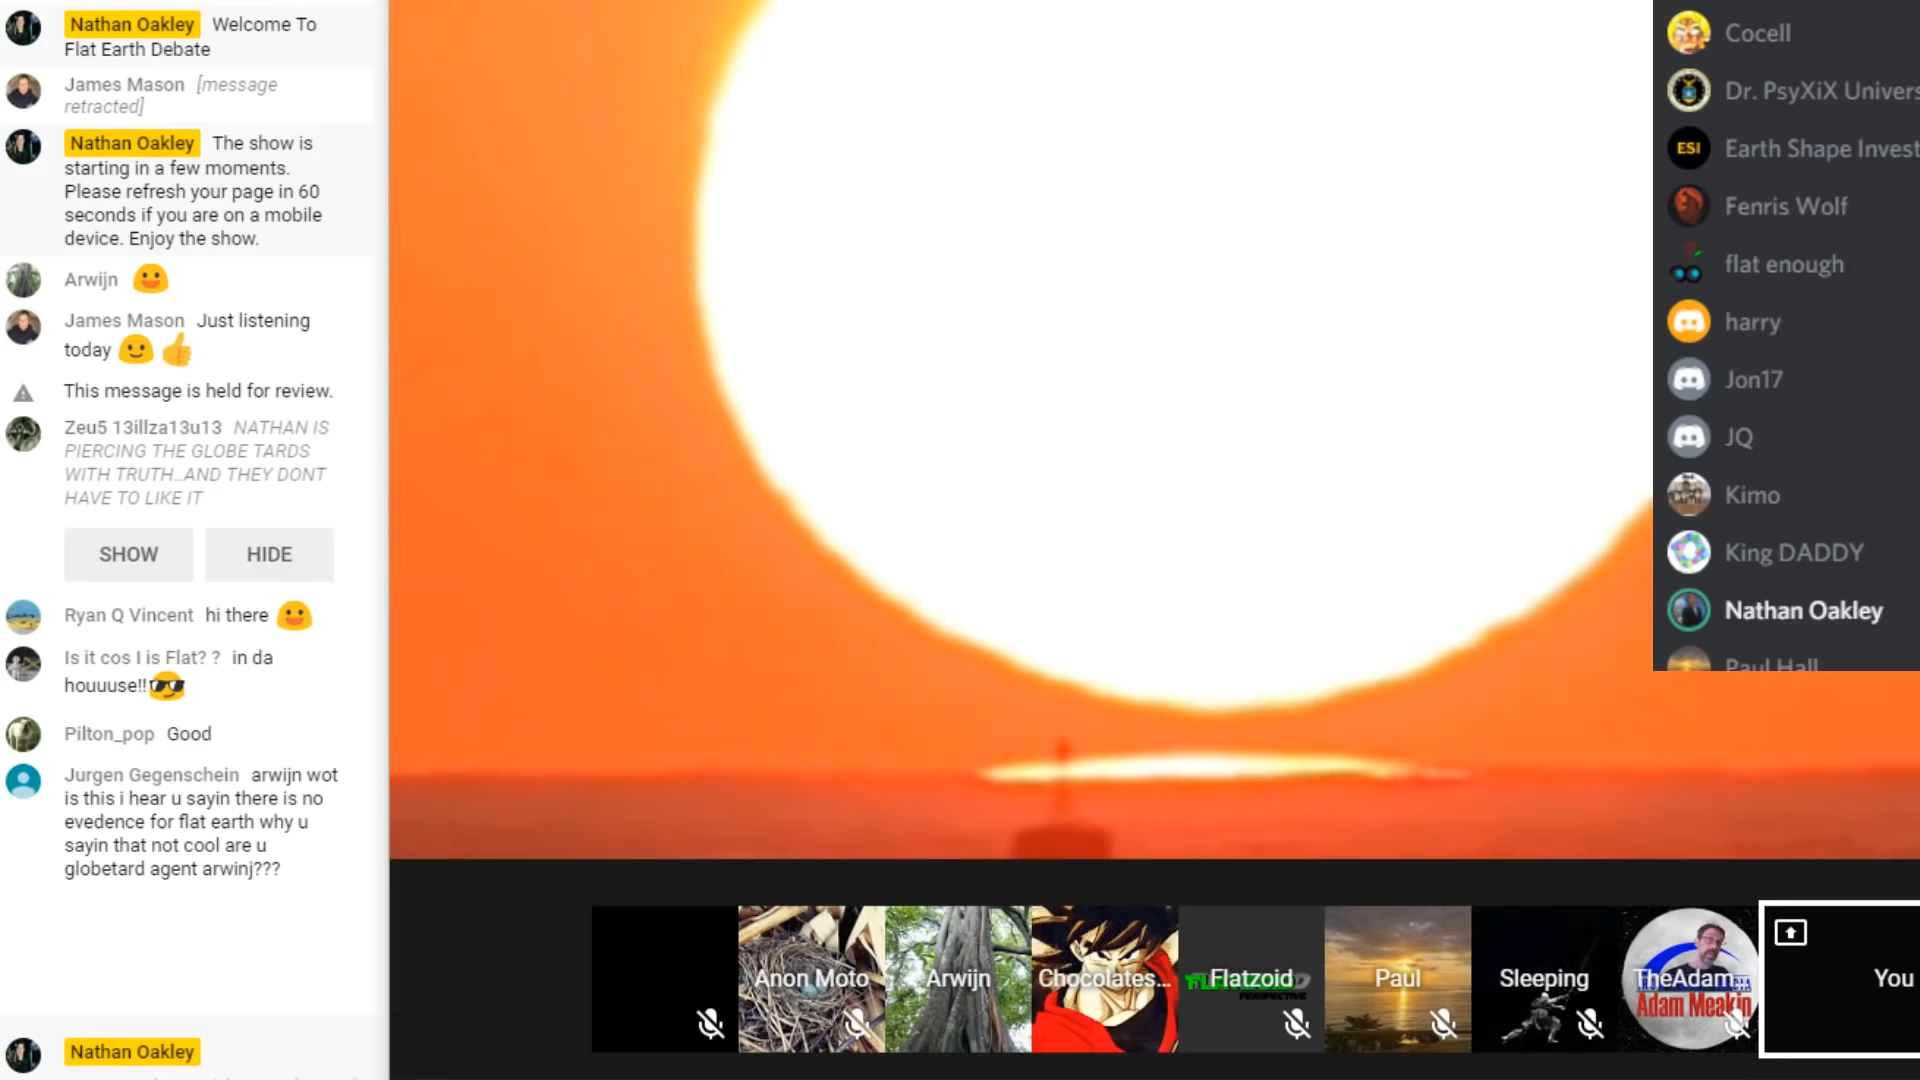 Nathan Oakley Welcome To
Flat Earth Debate
James Mason [message
retracted]
Nathan Oakley The show is
starting in a few moments.
Please refresh your page in 60
seconds if you are on a mobile
device. Enjoy the show.
Arwijn
James Mason Just listening
today
This message is held for review.
Zeu5 13illza13u13 NATHAN IS
PIERCING THE GLOBE TARDS
WITH TRUTH..AND THEY DONT
HAVE TO LIKE IT
SHOW HIDE
Ryan Q Vincent hi there
Is it cos I is Flat? ? in da
houuuse!!
Pilton_pop Good
Jurgen Gegenschein arwijn wot
is this i hear u sayin there is no
evedence for flat earth why u
sayin that not cool are u
globetard agent arwinj???
Nathan Oakley
Cocell
Dr. PsyXiX Univers
ESI Earth Shape Invest
Fenris Wolf
flat enough
harry
Jon17
JQ
Kimo
King DADDY
Nathan Oakley
Paul Hall
Anon Moto
Arwijn
Chocolates...
Flatzoid
PERSPECTIVE
Paul
Sleeping
TheAdam...
Adam Meakin
You